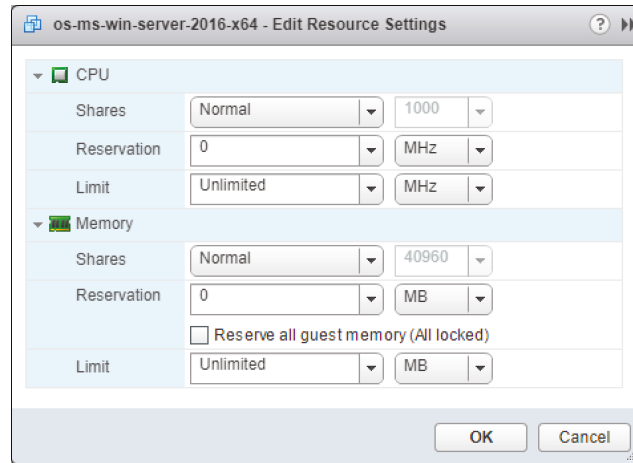 os-ms-win-server-2016-x64 - Edit Resource Settings ?
CPU
Shares Normal 1000
Reservation 0 MHz
Limit Unlimited MHz
Memory
Shares Normal 40960
Reservation 0 MB
Reserve all guest memory (All locked)
Limit Unlimited MB
OK Cancel